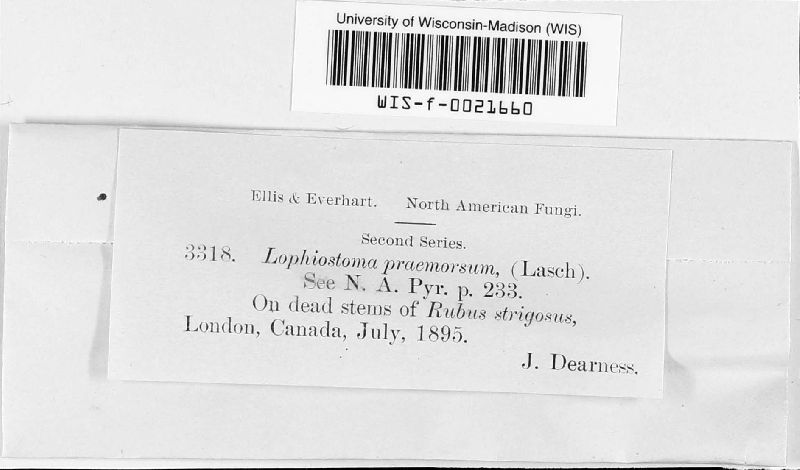 University of Wisconsin-Madison (WIS)
WIS-f-0021660
Ellis & Everhart. North American Fungi.
Second Series.
3318. Lophiostoma praemorsum, (Lasch).
See N. A. Pyr. p. 233.
On dead stems of Rubus strigosus,
London, Canada, July, 1895.
J. Dearness.